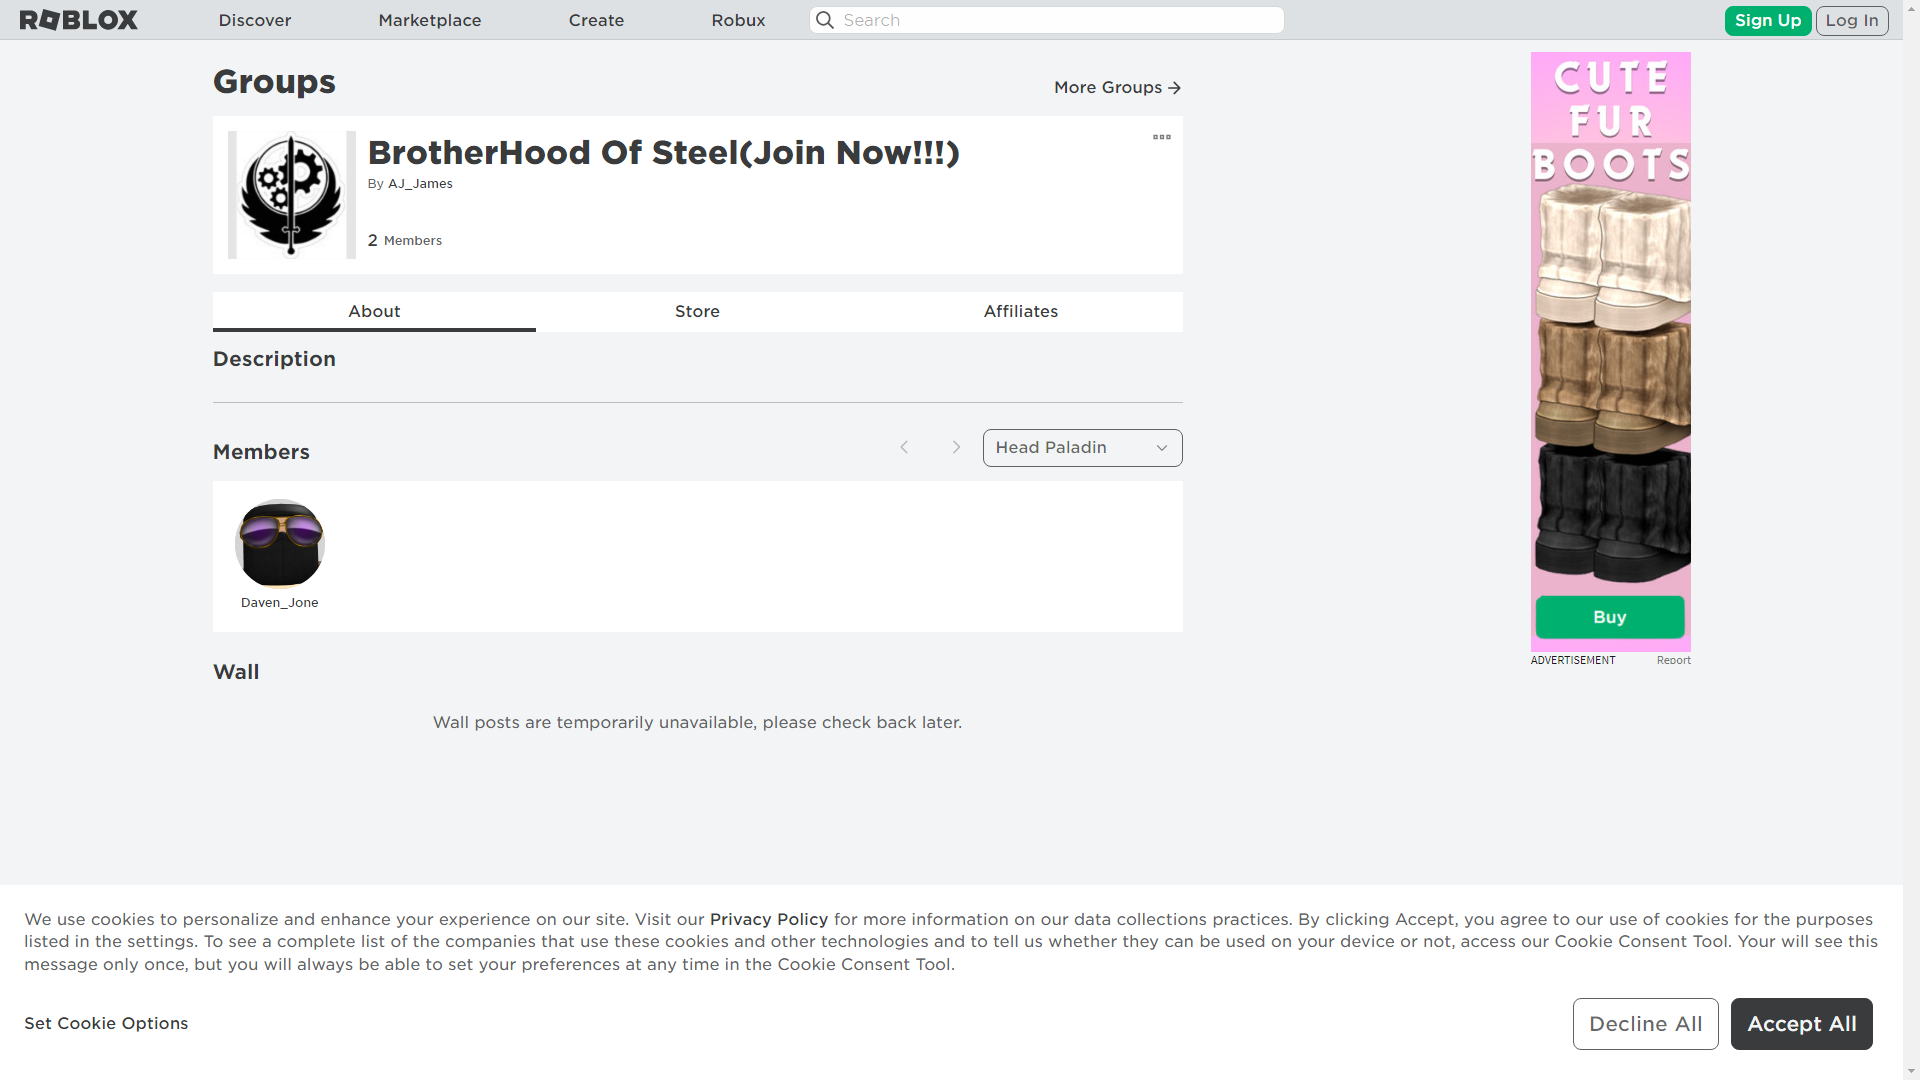 ROBLOX Discover Marketplace Create Robux Search Sign Up Log In
Groups
More Groups
BrotherHood Of Steel(Join Now!!!)
By AJ_James
2 Members
About Store Affiliates
Description
Members
Head Paladin
Daven_Jone
Wall
Wall posts are temporarily unavailable, please check back later.
CUTE
FUR
BOOTS
Buy
ADVERTISEMENT Report
We use cookies to personalize and enhance your experience on our site. Visit our Privacy Policy for more information on our data collections practices. By clicking Accept, you agree to our use of cookies for the purposes
listed in the settings. To see a complete list of the companies that use these cookies and other technologies and to tell us whether they can be used on your device or not, access our Cookie Consent Tool. Your will see this
message only once, but you will always be able to set your preferences at any time in the Cookie Consent Tool.
Set Cookie Options
Decline All
Accept All